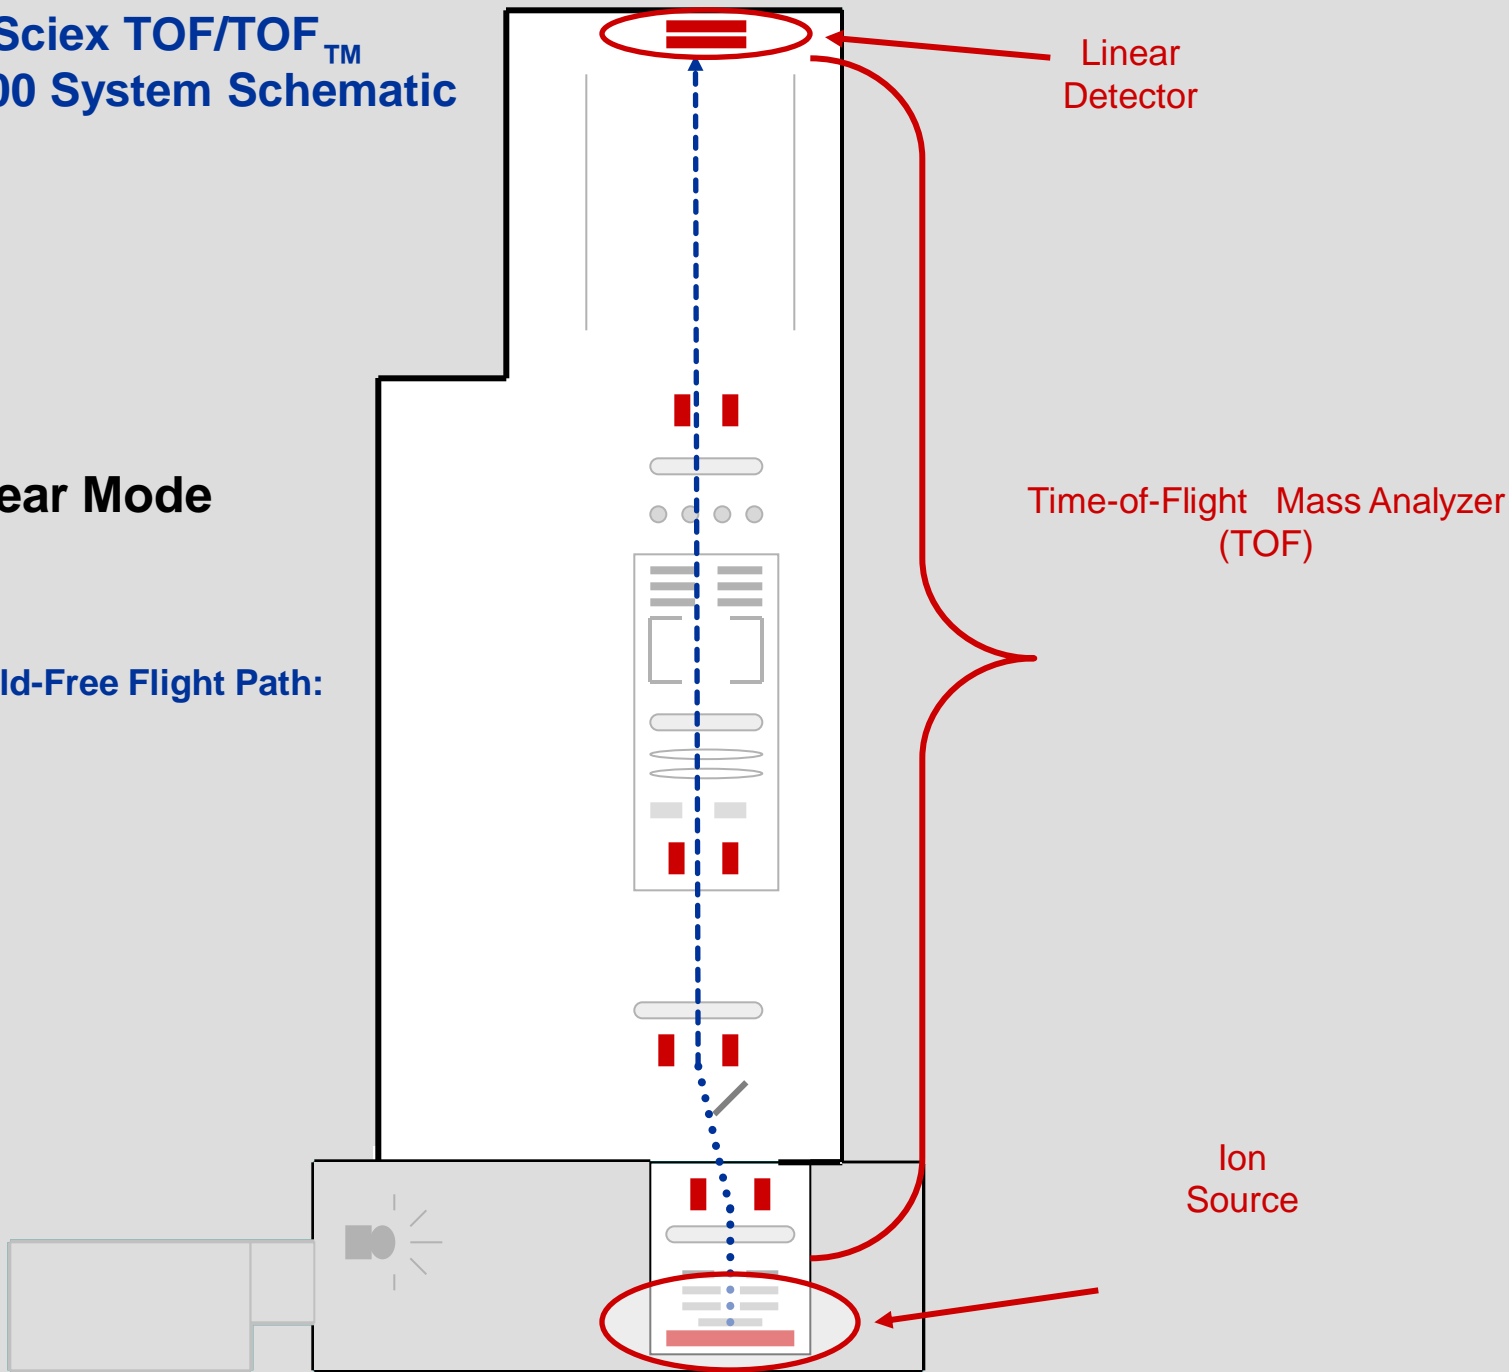 Sciex TOF/TOF TM
00 System Schematic
Linear
Detector
ear Mode
Time-of-Flight Mass Analyzer
(TOF)
ld-Free Flight Path:
Ion
Source